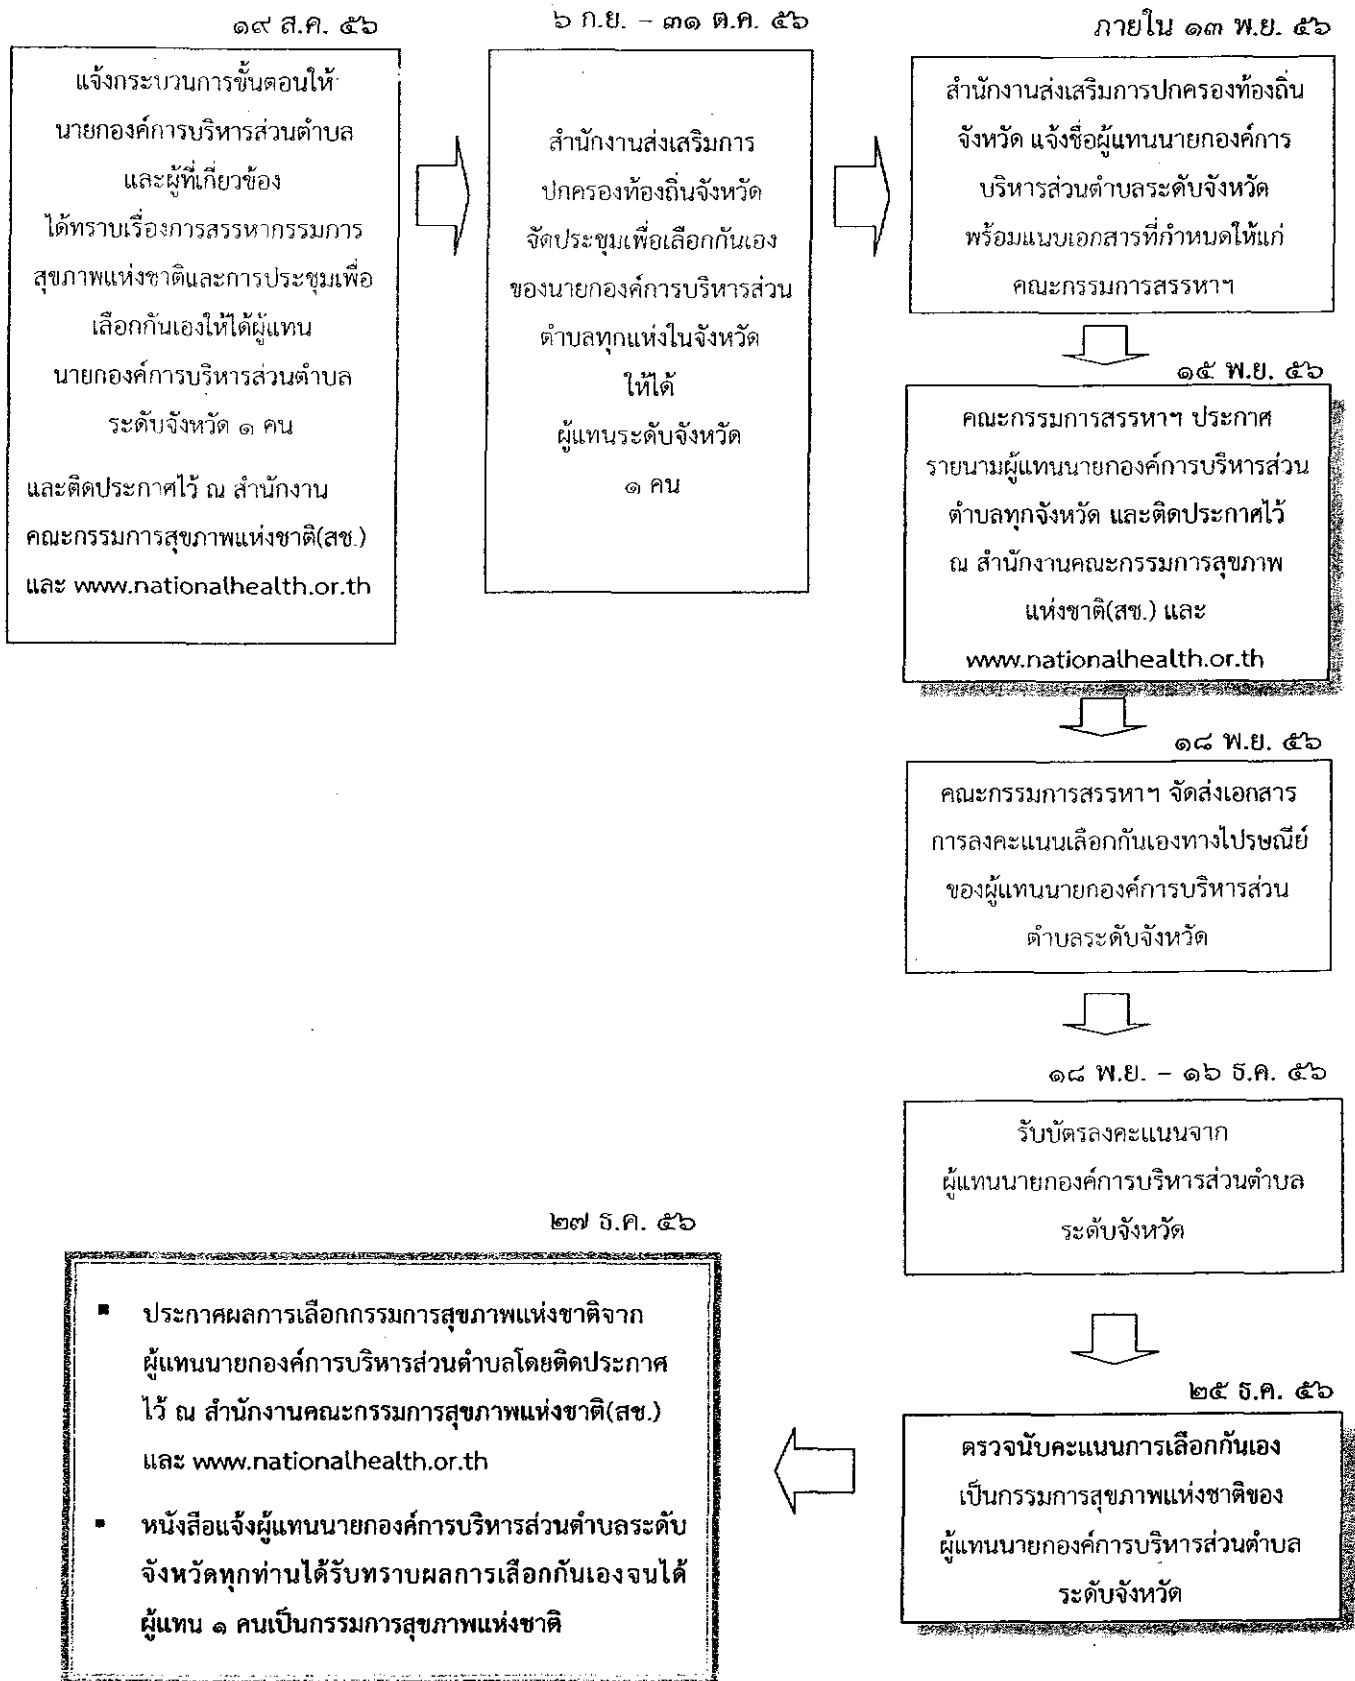 ๑๙ ส.ค. ๕๖
แจ้งกระบวนการขั้นตอนให้
นายกองค์การบริหารส่วนตำบล
และผู้ที่เกี่ยวข้อง
ได้ทราบเรื่องการสรรหากรรมการ
สุขภาพแห่งชาติและการประชุมเพื่อ
เลือกกันเองให้ได้ผู้แทน
นายกองค์การบริหารส่วนตำบล
ระดับจังหวัด ๑ คน
และติดประกาศไว้ ณ สำนักงาน
คณะกรรมการสุขภาพแห่งชาติ(สช.)
และ www.nationalhealth.or.th
๖ ก.ย. – ๓๑ ต.ค. ๕๖
สำนักงานส่งเสริมการ
ปกครองท้องถิ่นจังหวัด
จัดประชุมเพื่อเลือกกันเอง
ของนายกองค์การบริหารส่วน
ตำบลทุกแห่งในจังหวัด
ให้ได้
ผู้แทนระดับจังหวัด
๑ คน
ภายใน ๑๓ พ.ย. ๕๖
สำนักงานส่งเสริมการปกครองท้องถิ่น
จังหวัด แจ้งชื่อผู้แทนนายกองค์การ
บริหารส่วนตำบลระดับจังหวัด
พร้อมแนบเอกสารที่กำหนดให้แก่
คณะกรรมการสรรหาฯ
๑๕ พ.ย. ๕๖
คณะกรรมการสรรหาฯ ประกาศ
รายนามผู้แทนนายกองค์การบริหารส่วน
ตำบลทุกจังหวัด และติดประกาศไว้
ณ สำนักงานคณะกรรมการสุขภาพ
แห่งชาติ(สช.) และ
www.nationalhealth.or.th
๑๘ พ.ย. ๕๖
คณะกรรมการสรรหาฯ จัดส่งเอกสาร
การลงคะแนนเลือกกันเองทางไปรษณีย์
ของผู้แทนนายกองค์การบริหารส่วน
ตำบลระดับจังหวัด
๑๘ พ.ย. – ๑๖ ธ.ค. ๕๖
รับบัตรลงคะแนนจาก
ผู้แทนนายกองค์การบริหารส่วนตำบล
ระดับจังหวัด
๒๕ ธ.ค. ๕๖
ตรวจนับคะแนนการเลือกกันเอง
เป็นกรรมการสุขภาพแห่งชาติของ
ผู้แทนนายกองค์การบริหารส่วนตำบล
ระดับจังหวัด
๒๗ ธ.ค. ๕๖
▪ ประกาศผลการเลือกกรรมการสุขภาพแห่งชาติจาก
ผู้แทนนายกองค์การบริหารส่วนตำบลโดยติดประกาศ
ไว้ ณ สำนักงานคณะกรรมการสุขภาพแห่งชาติ(สช.)
และ www.nationalhealth.or.th
▪ หนังสือแจ้งผู้แทนนายกองค์การบริหารส่วนตำบลระดับ
จังหวัดทุกท่านได้รับทราบผลการเลือกกันเองจนได้
ผู้แทน ๑ คนเป็นกรรมการสุขภาพแห่งชาติ